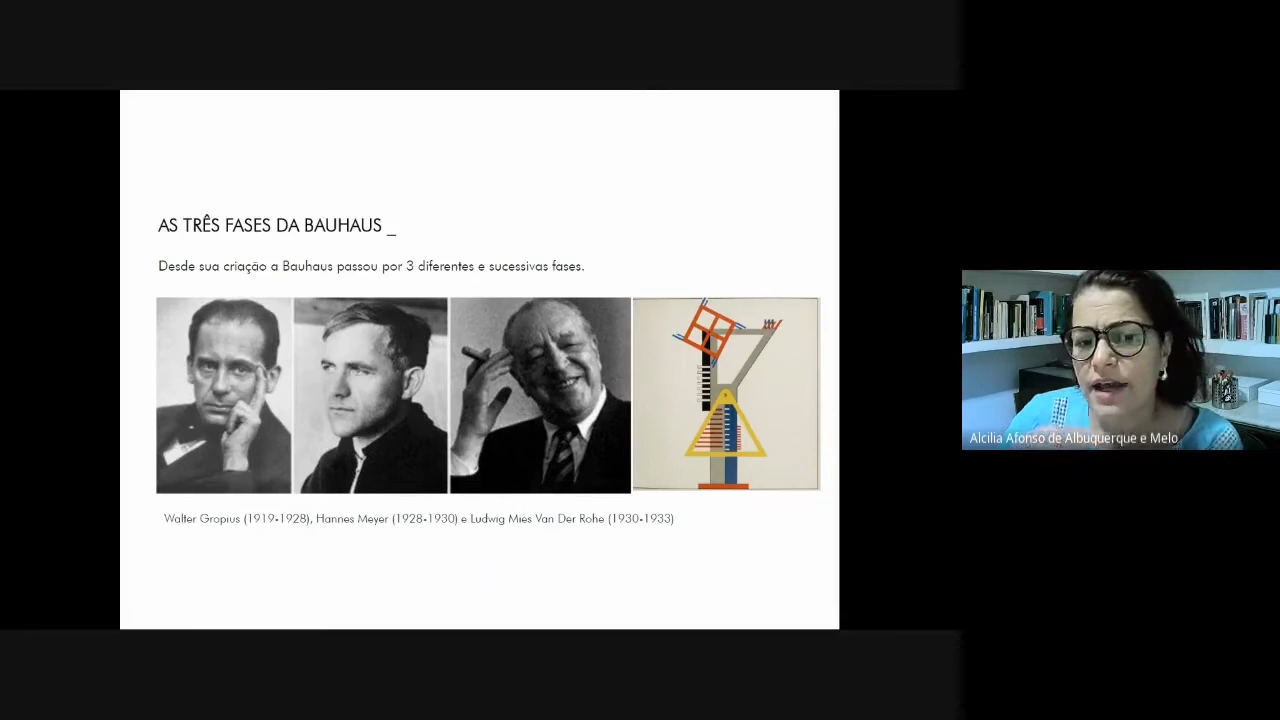 AS TRÊS FASES DA BAUHAUS _
Desde sua criação a Bauhaus passou por 3 diferentes e sucessivas fases.
Walter Gropius (1919-1928), Hannes Meyer (1928-1930) e Ludwig Mies Van Der Rohe (1930-1933)
Alcilia Afonso de Albuquerque e Melo